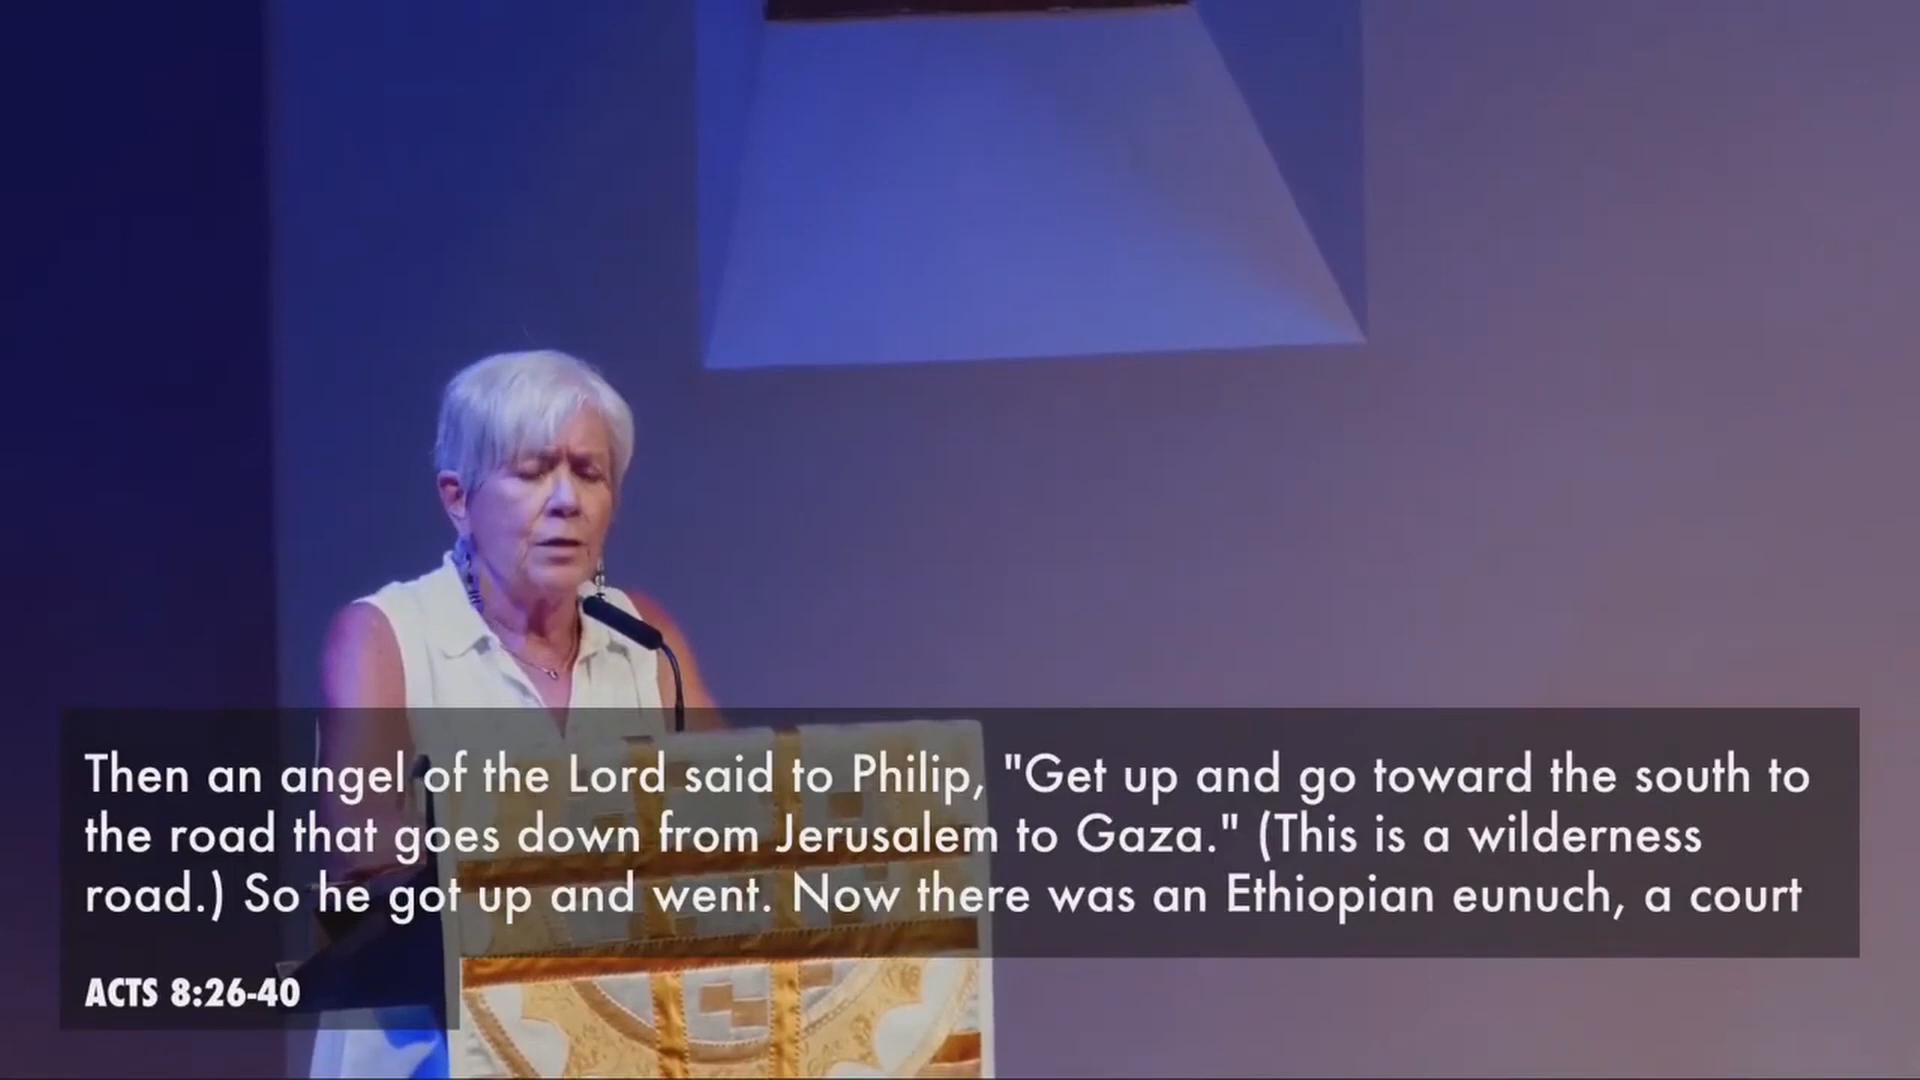 Then an angel of the Lord said to Philip, "Get up and go toward the south to
the road that goes down from Jerusalem to Gaza." (This is a wilderness
road.) So he got up and went. Now there was an Ethiopian eunuch, a court
ACTS 8:26-40